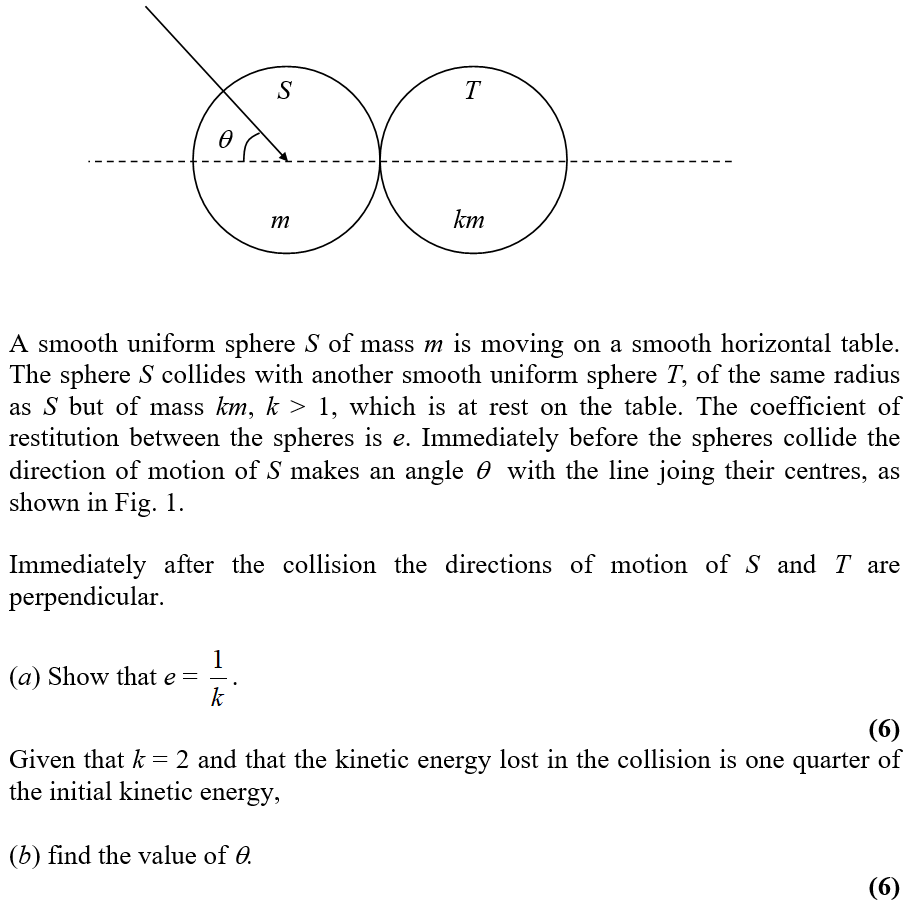 S T
θ
m km
A smooth uniform sphere S of mass m is moving on a smooth horizontal table.
The sphere S collides with another smooth uniform sphere T, of the same radius
as S but of mass km, k > 1, which is at rest on the table. The coefficient of
restitution between the spheres is e. Immediately before the spheres collide the
direction of motion of S makes an angle θ with the line joing their centres, as
shown in Fig. 1.
Immediately after the collision the directions of motion of S and T are
perpendicular.
(a) Show that e = 1/k.
(6)
Given that k = 2 and that the kinetic energy lost in the collision is one quarter of
the initial kinetic energy,
(b) find the value of θ.
(6)